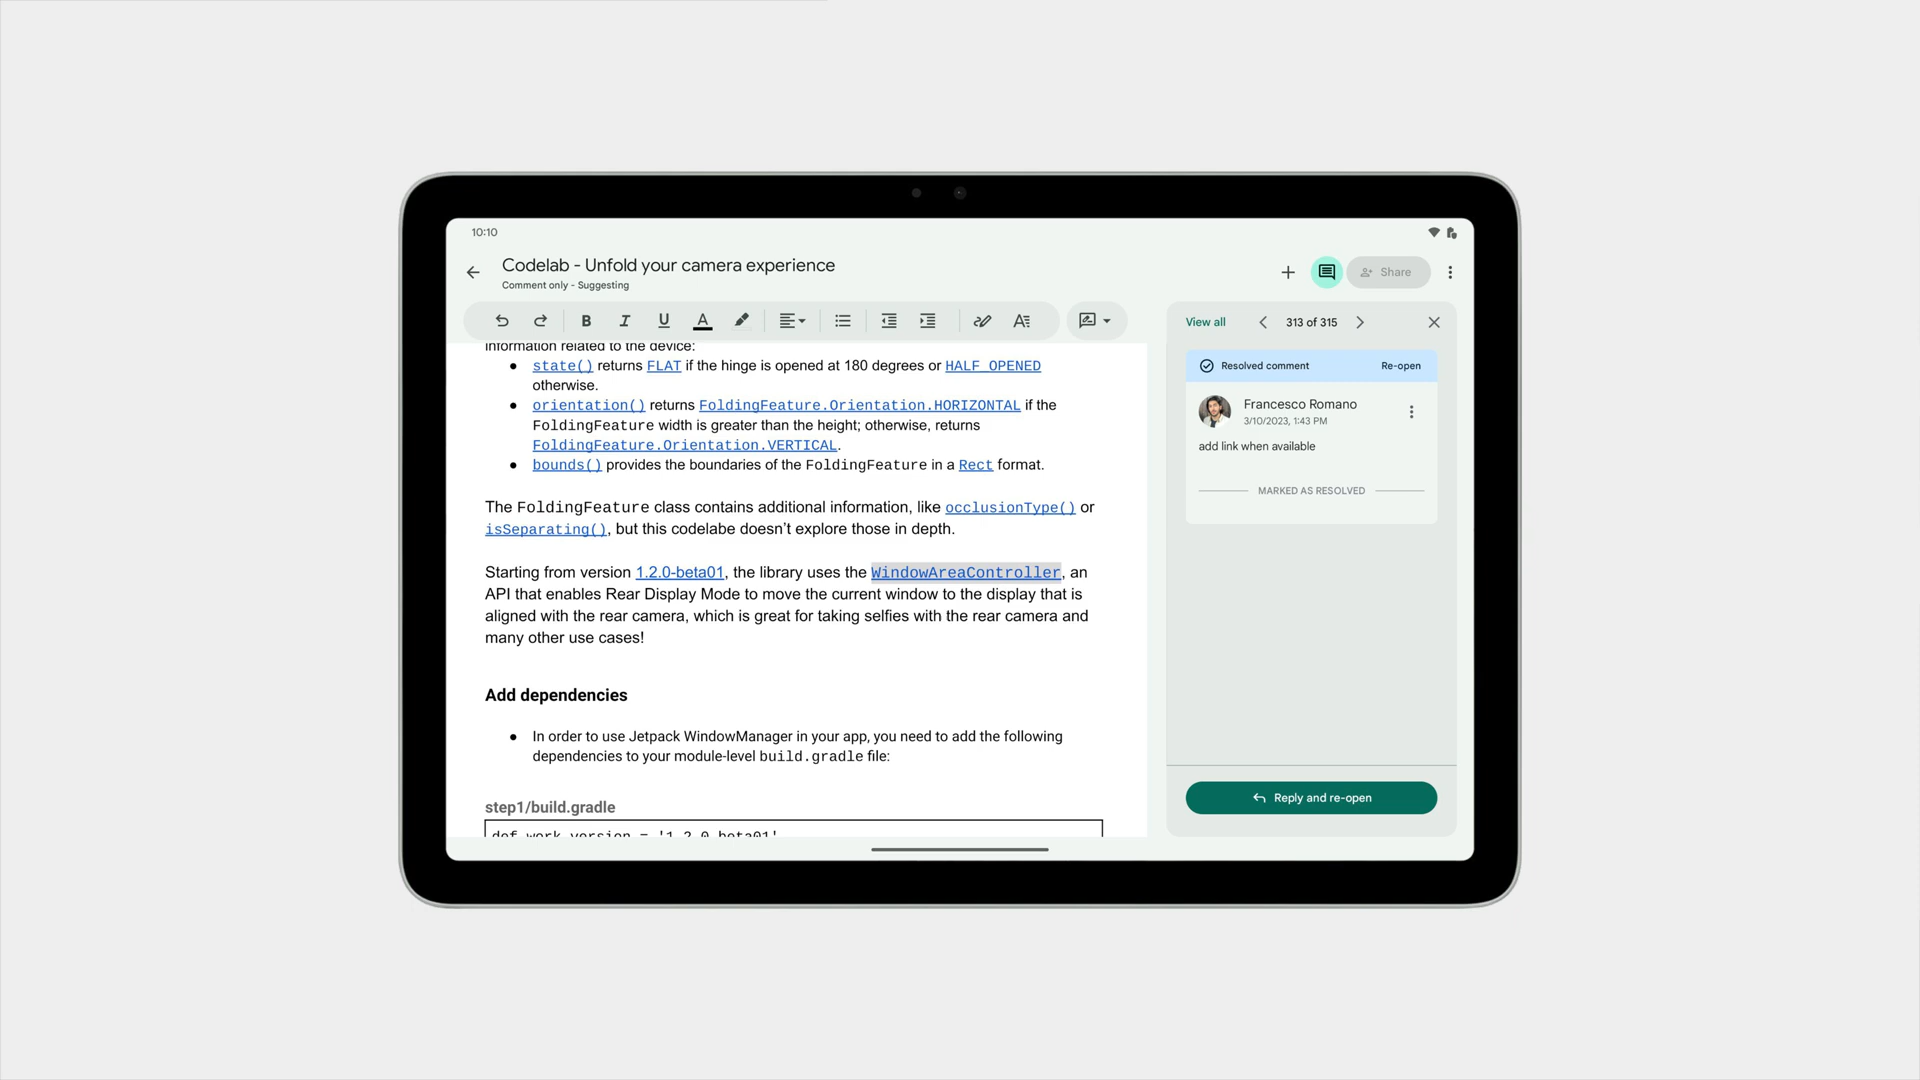 10:10
Codelab - Unfold your camera experience
Comment only - Suggesting
Share
View all
313 of 315
information related to the device:
● state() returns FLAT if the hinge is opened at 180 degrees or HALF_OPENED
otherwise.
● orientation() returns FoldingFeature.Orientation.HORIZONTAL if the
FoldingFeature width is greater than the height; otherwise, returns
FoldingFeature.Orientation.VERTICAL.
● bounds() provides the boundaries of the FoldingFeature in a Rect format.
The FoldingFeature class contains additional information, like occlusionType() or
isSeparating(), but this codelabe doesn’t explore those in depth.
Starting from version 1.2.0-beta01, the library uses the WindowAreaController, an
API that enables Rear Display Mode to move the current window to the display that is
aligned with the rear camera, which is great for taking selfies with the rear camera and
many other use cases!
Add dependencies
● In order to use Jetpack WindowManager in your app, you need to add the following
dependencies to your module-level build.gradle file:
step1/build.gradle
def work_version = '1.2.0-beta01'
Resolved comment
Re-open
Francesco Romano
3/10/2023, 1:43 PM
add link when available
MARKED AS RESOLVED
Reply and re-open